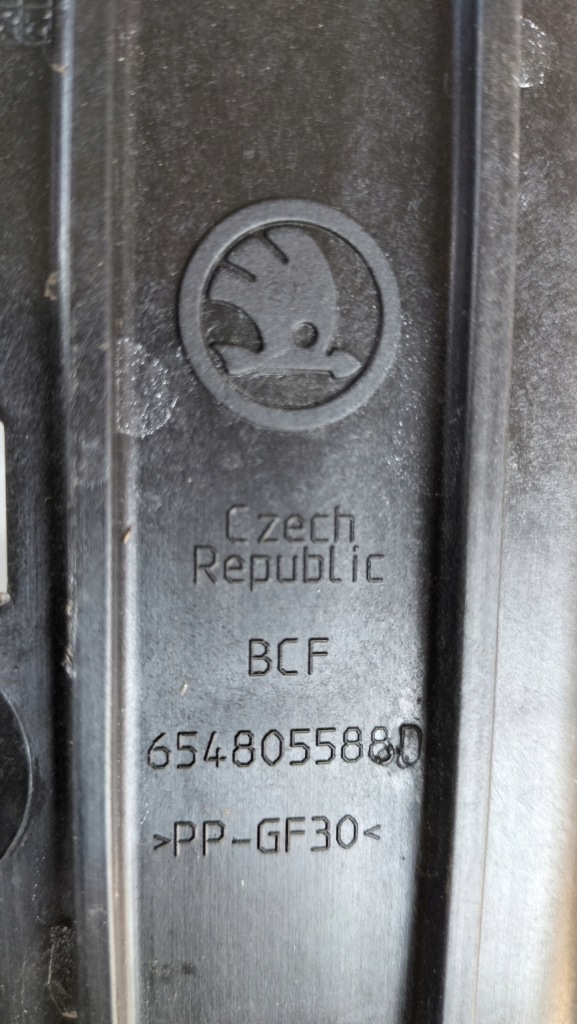 Czech
Republic
BCF
654805588D
>PP-GF30<